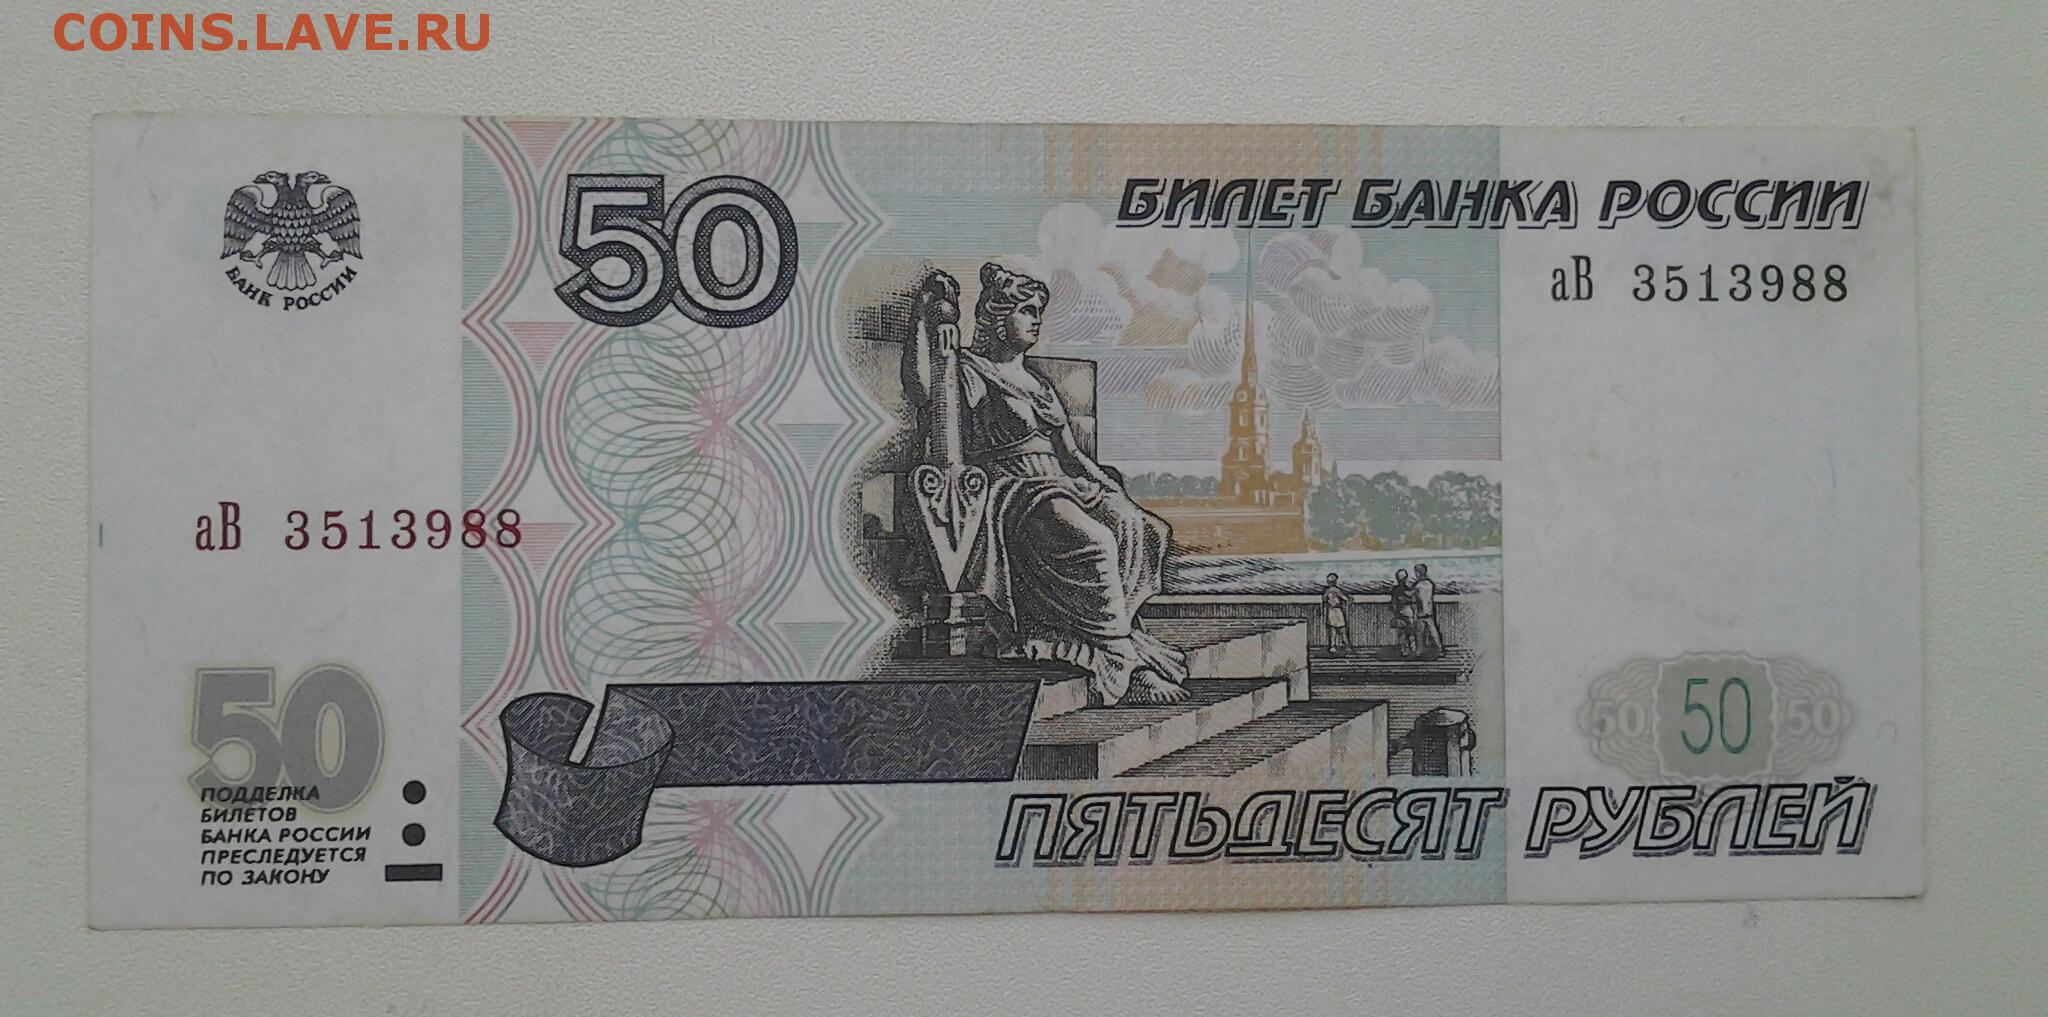 COINS.LAVE.RU
БАНК РОССИИ
50
БИЛЕТ БАНКА РОССИИ
аВ 3513988
аВ 3513988
50
ПОДДЕЛКА
БИЛЕТОВ
БАНКА РОССИИ
ПРЕСЛЕДУЕТСЯ
ПО ЗАКОНУ
50 50 50
ПЯТЬДЕСЯТ РУБЛЕЙ